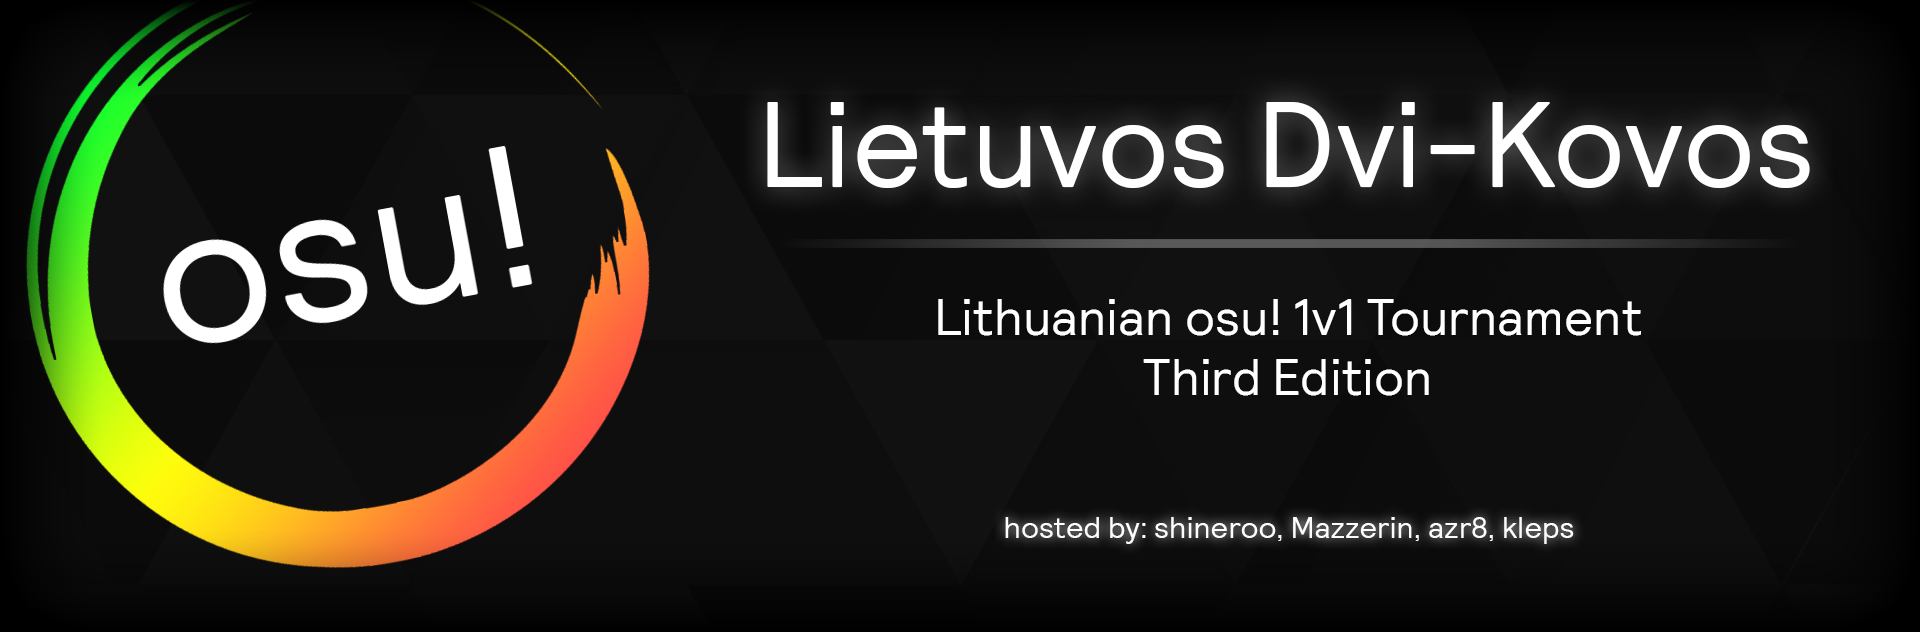 osu!
Lietuvos Dvi-Kovos
Lithuanian osu! 1v1 Tournament
Third Edition
hosted by: shineroo, Mazzerin, azr8, kleps